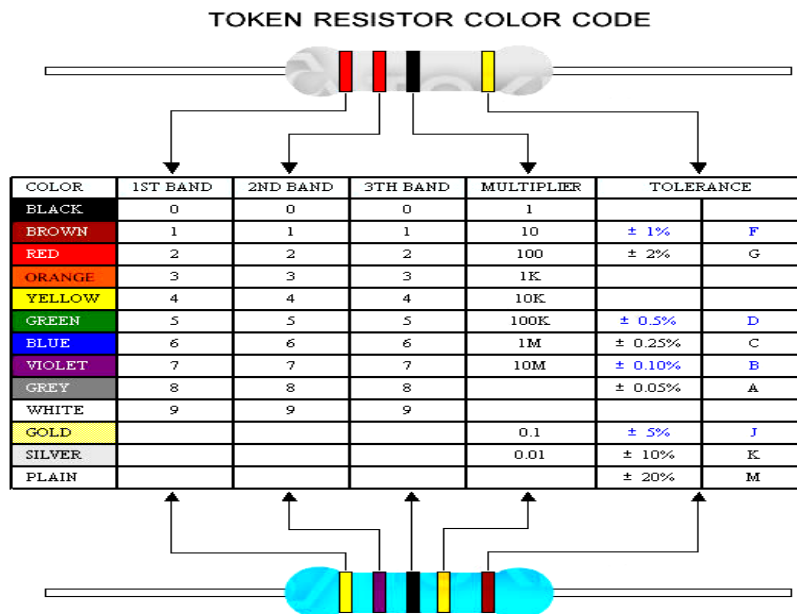 TOKEN RESISTOR COLOR CODE
COLOR 1ST BAND 2ND BAND 3TH BAND MULTIPLIER TOLERANCE
BLACK 0 0 0 1
BROWN 1 1 1 10 ± 1% F
RED 2 2 2 100 ± 2% G
ORANGE 3 3 3 1K
YELLOW 4 4 4 10K
GREEN 5 5 5 100K ± 0.5% D
BLUE 6 6 6 1M ± 0.25% C
VIOLET 7 7 7 10M ± 0.10% B
GREY 8 8 8 ± 0.05% A
WHITE 9 9 9
GOLD 0.1 ± 5% J
SILVER 0.01 ± 10% K
PLAIN ± 20% M